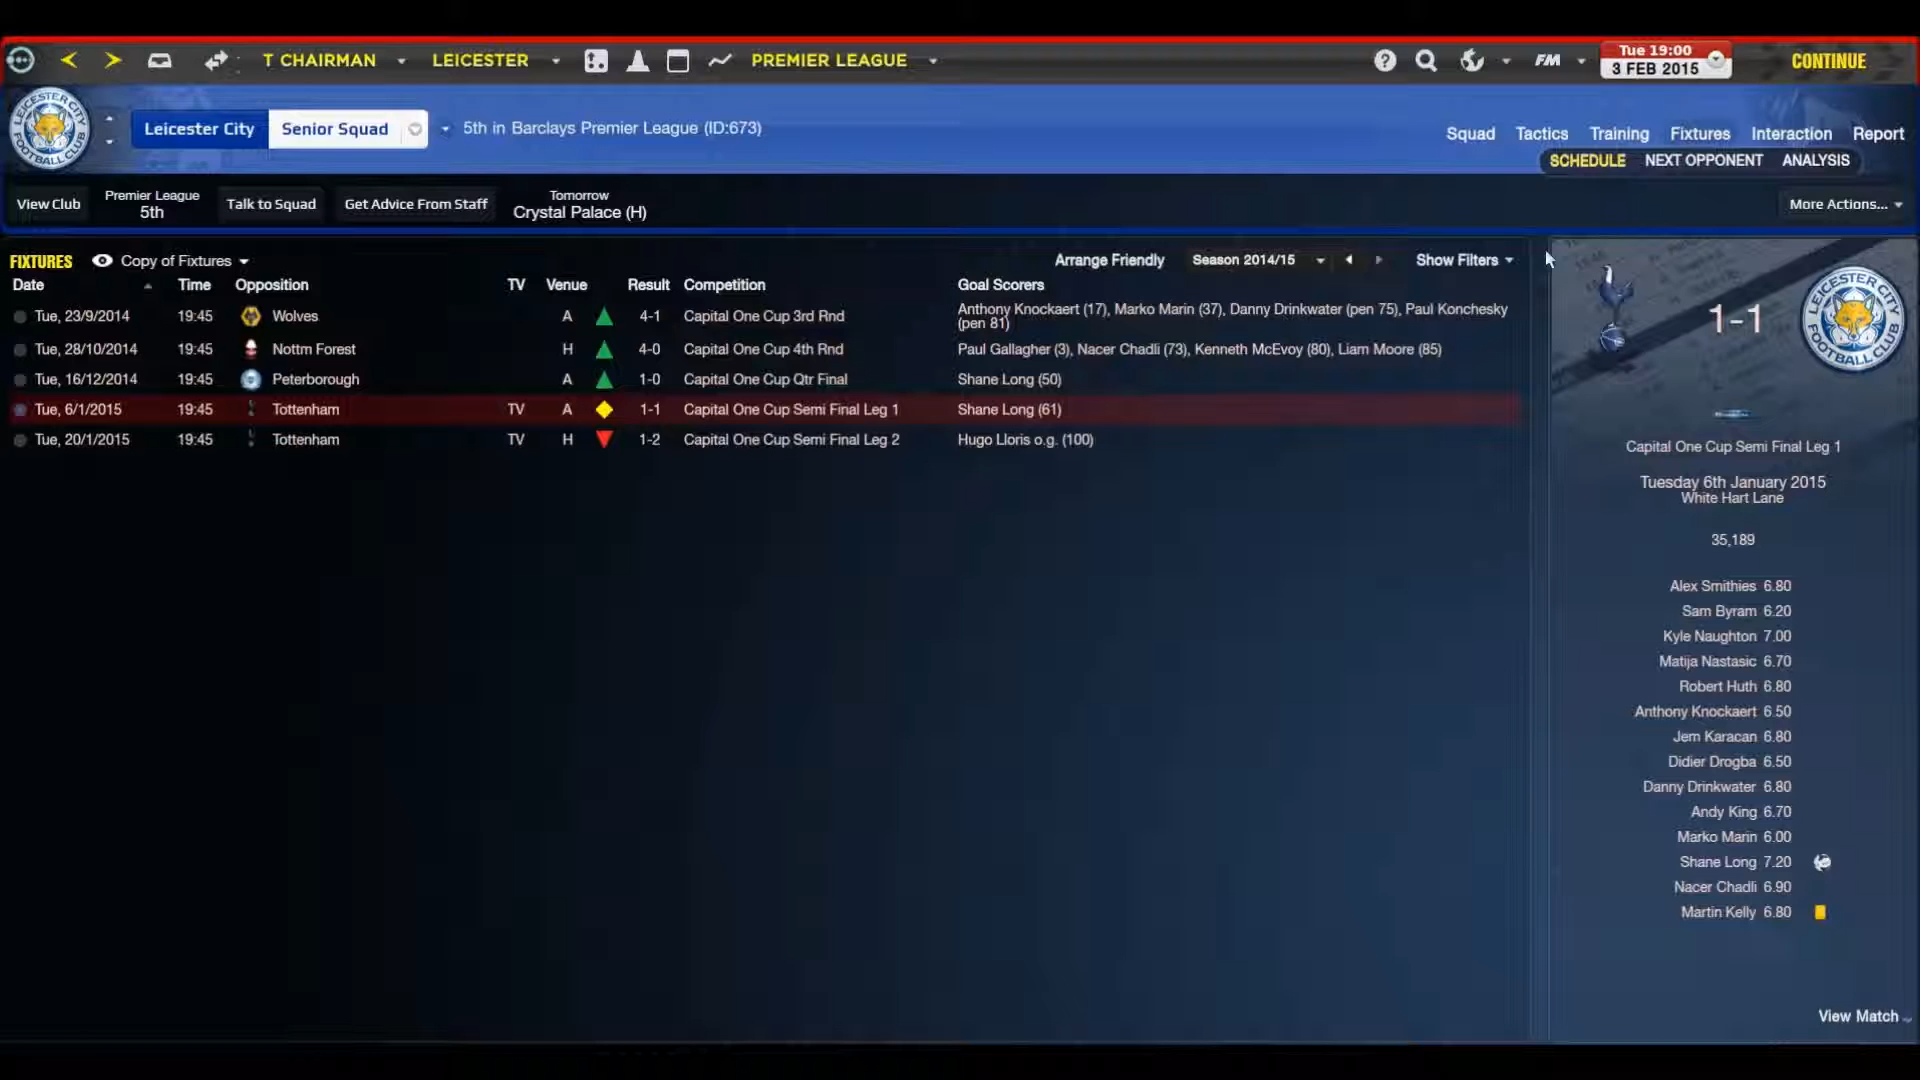 T CHAIRMAN LEICESTER PREMIER LEAGUE FM Tue 19:00 3 FEB 2015 CONTINUE
Leicester City Senior Squad 5th in Barclays Premier League (ID:673)
Squad Tactics Training Fixtures Interaction Report
SCHEDULE NEXT OPPONENT ANALYSIS
View Club Premier League 5th Talk to Squad Get Advice From Staff Tomorrow Crystal Palace (H) More Actions...
FIXTURES Copy of Fixtures Arrange Friendly Season 2014/15 Show Filters
Date Time Opposition TV Venue Result Competition Goal Scorers
Tue, 23/9/2014 19:45 Wolves A 4-1 Capital One Cup 3rd Rnd Anthony Knockaert (17), Marko Marin (37), Danny Drinkwater (pen 75), Paul Konchesky
(pen 81)
Tue, 28/10/2014 19:45 Nottm Forest H 4-0 Capital One Cup 4th Rnd Paul Gallagher (3), Nacer Chadli (73), Kenneth McEvoy (80), Liam Moore (85)
Tue, 16/12/2014 19:45 Peterborough A 1-0 Capital One Cup Qtr Final Shane Long (50)
Tue, 6/1/2015 19:45 Tottenham TV A 1-1 Capital One Cup Semi Final Leg 1 Shane Long (61)
Tue, 20/1/2015 19:45 Tottenham TV H 1-2 Capital One Cup Semi Final Leg 2 Hugo Lloris o.g. (100)
1-1
LEICESTER CITY
FOOTBALL CLUB
Capital One Cup Semi Final Leg 1
Tuesday 6th January 2015
White Hart Lane
35,189
Alex Smithies 6.80
Sam Byram 6.20
Kyle Naughton 7.00
Matija Nastasic 6.70
Robert Huth 6.80
Anthony Knockaert 6.50
Jem Karacan 6.80
Didier Drogba 6.50
Danny Drinkwater 6.80
Andy King 6.70
Marko Marin 6.00
Shane Long 7.20
Nacer Chadli 6.90
Martin Kelly 6.80
View Match